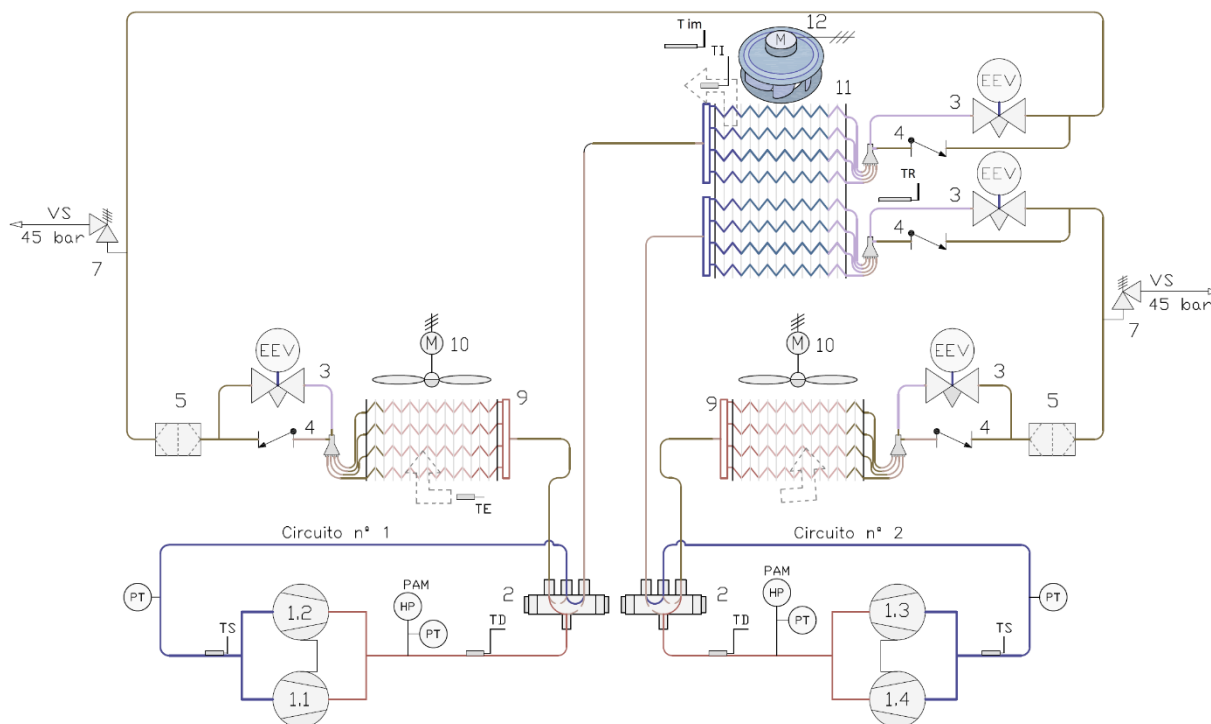 Tim
12
M
TI
11
3
EEV
4
TR
3
EEV
4
VS
45 bar
7
VS
45 bar
7
M
10
M
10
EEV
3
EEV
3
5
9
9
5
4
4
TE
Circuito nº 1
Circuito nº 2
PT
PAM
HP
PT
2
2
PAM
HP
PT
PT
1.2
TS
TD
TD
1.3
TS
1.1
1.4